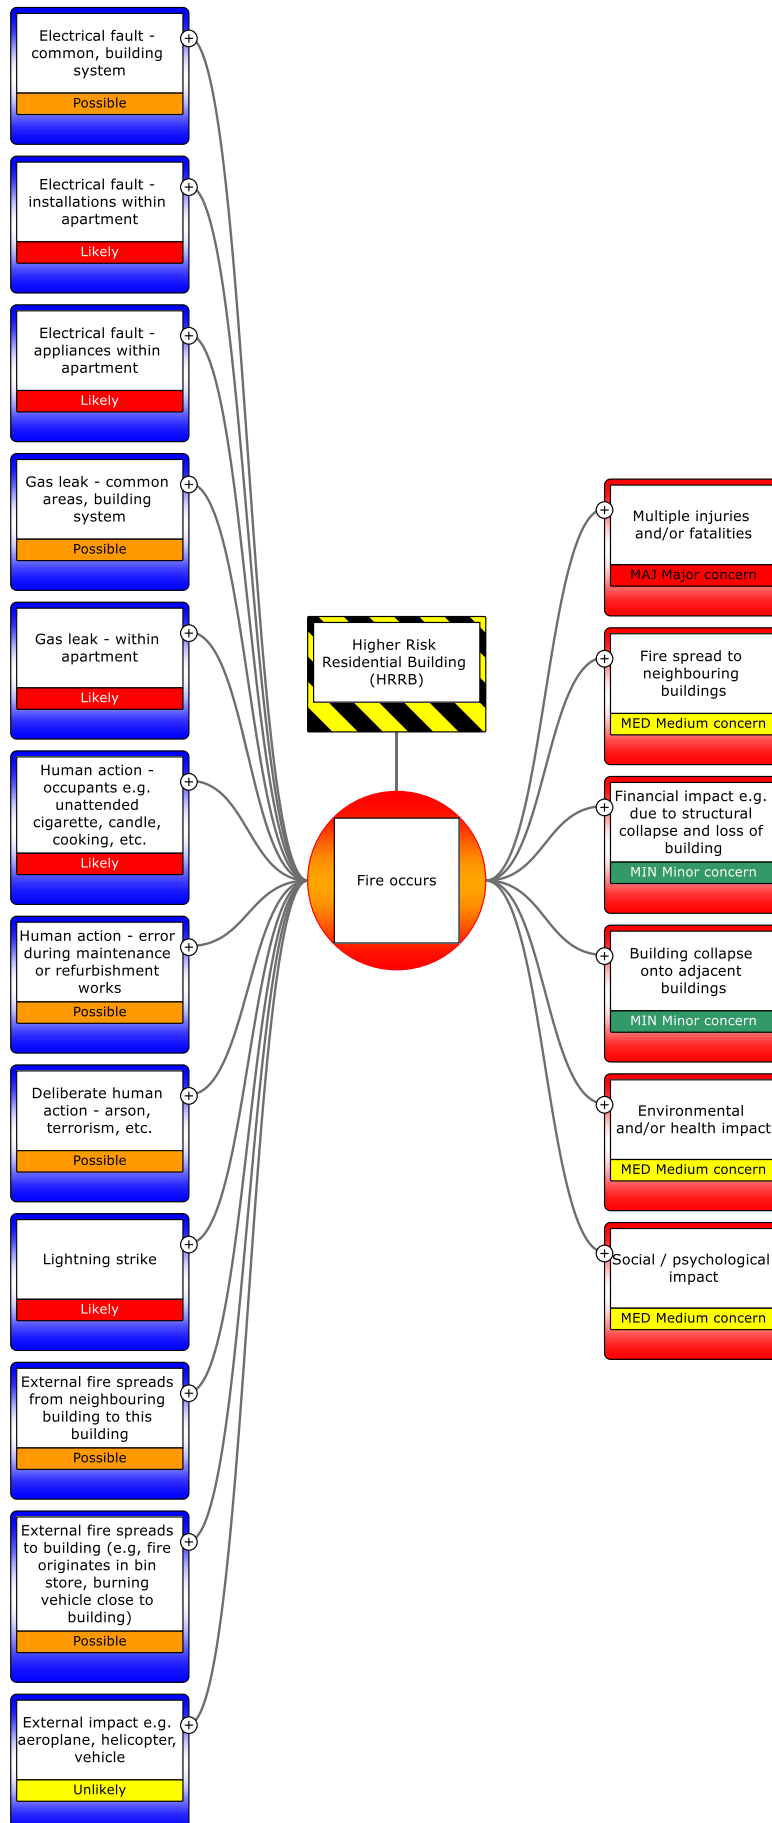 Electrical fault -
common, building
system
Possible
Electrical fault -
installations within
apartment
Likely
Electrical fault -
appliances within
apartment
Likely
Gas leak - common
areas, building
system
Possible
Gas leak - within
apartment
Likely
Human action -
occupants e.g.
unattended
cigarette, candle,
cooking, etc.
Likely
Human action - error
during maintenance
or refurbishment
works
Possible
Deliberate human
action - arson,
terrorism, etc.
Possible
Lightning strike
Likely
External fire spreads
from neighbouring
building to this
building
Possible
External fire spreads
to building (e.g, fire
originates in bin
store, burning
vehicle close to
building)
Possible
External impact e.g.
aeroplane, helicopter,
vehicle
Unlikely
Higher Risk
Residential Building
(HRRB)
Fire occurs
Multiple injuries
and/or fatalities
MAJ Major concern
Fire spread to
neighbouring
buildings
MED Medium concern
Financial impact e.g.
due to structural
collapse and loss of
building
MIN Minor concern
Building collapse
onto adjacent
buildings
MIN Minor concern
Environmental
and/or health impact
MED Medium concern
Social / psychological
impact
MED Medium concern